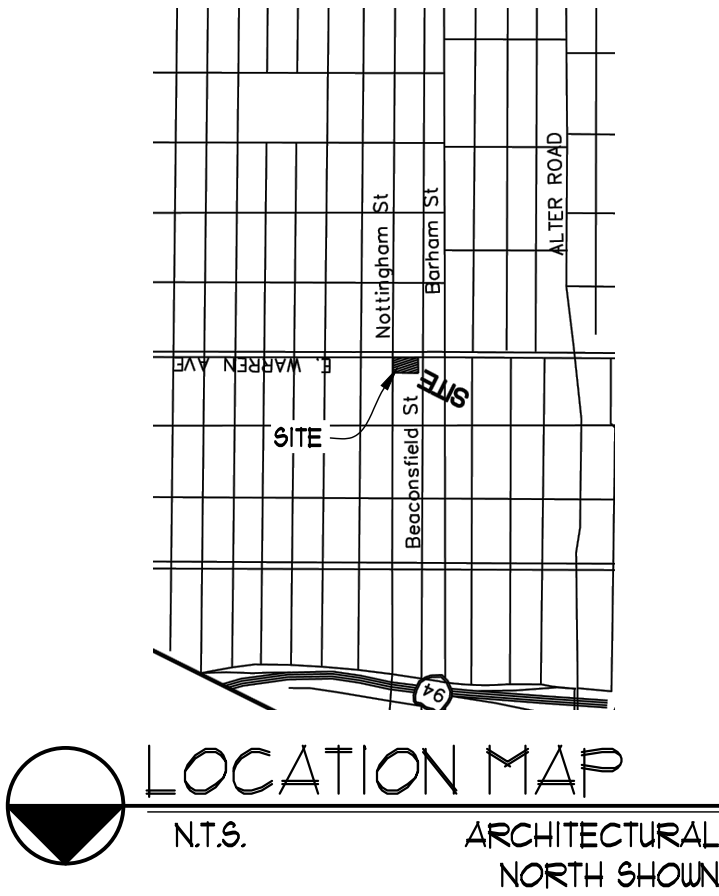 ALTER ROAD
Nottingham St
Barham St
E. WARREN AVE
SITE
SITE
Beaconsfield St
94
LOCATION MAP
N.T.S.
ARCHITECTURAL
NORTH SHOWN